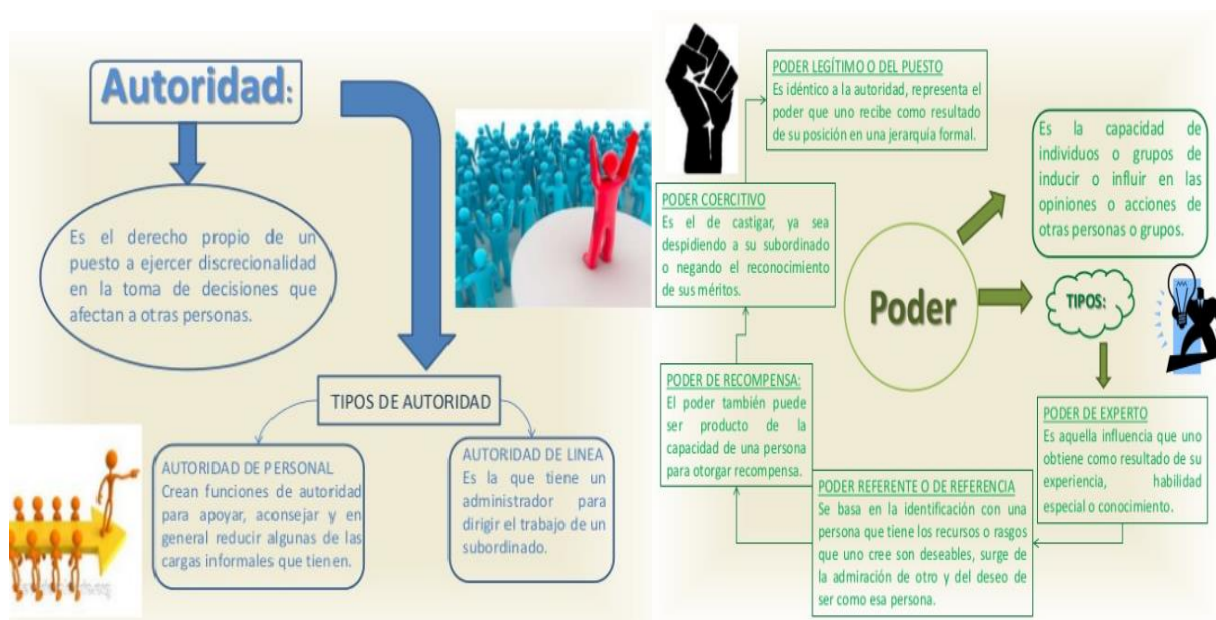 Autoridad:
Es el derecho propio de un
puesto a ejercer discrecionalidad
en la toma de decisiones que
afectan a otras personas.
TIPOS DE AUTORIDAD
AUTORIDAD DE PERSONAL
Crean funciones de autoridad
para apoyar, aconsejar y en
general reducir algunas de las
cargas informales que tienen.
AUTORIDAD DE LINEA
Es la que tiene un
administrador para
dirigir el trabajo de un
subordinado.
Poder
Es la capacidad de
individuos o grupos de
inducir o influir en las
opiniones o acciones de
otras personas o grupos.
TIPOS:
PODER DE EXPERTO
Es aquella influencia que uno
obtiene como resultado de su
experiencia, habilidad
especial o conocimiento.
PODER REFERENTE O DE REFERENCIA
Se basa en la identificación con una
persona que tiene los recursos o rasgos
que uno cree son deseables, surge de
la admiración de otro y del deseo de
ser como esa persona.
PODER DE RECOMPENSA:
El poder también puede
ser producto de la
capacidad de una persona
para otorgar recompensa.
PODER COERCITIVO
Es el de castigar, ya sea
despidiendo a su subordinado
o negando el reconocimiento
de sus méritos.
PODER LEGÍTIMO O DEL PUESTO
Es idéntico a la autoridad, representa el
poder que uno recibe como resultado
de su posición en una jerarquía formal.